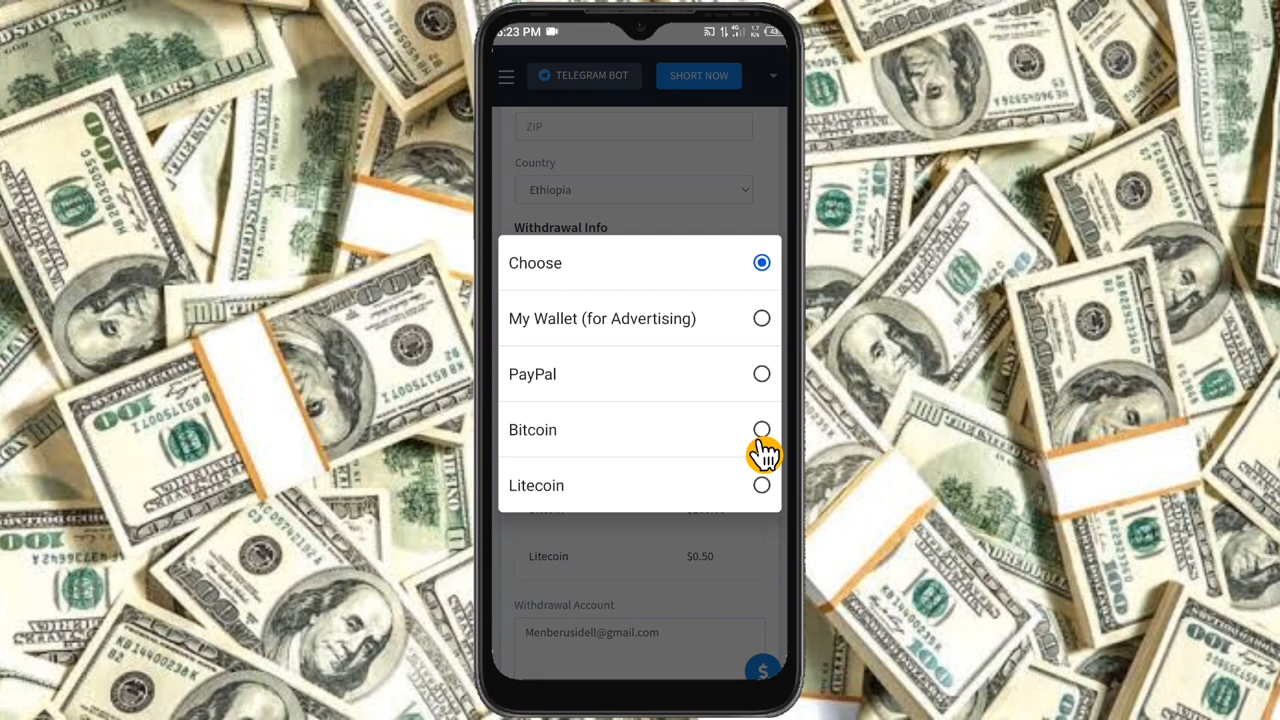 :23 PM
TELEGRAM BOT
SHORT NOW
ZIP
Country
Ethiopia
Withdrawal Info
Choose
My Wallet (for Advertising)
PayPal
Bitcoin
Litecoin
Litecoin $0.50
Withdrawal Account
Menberusidell@gmail.com
$